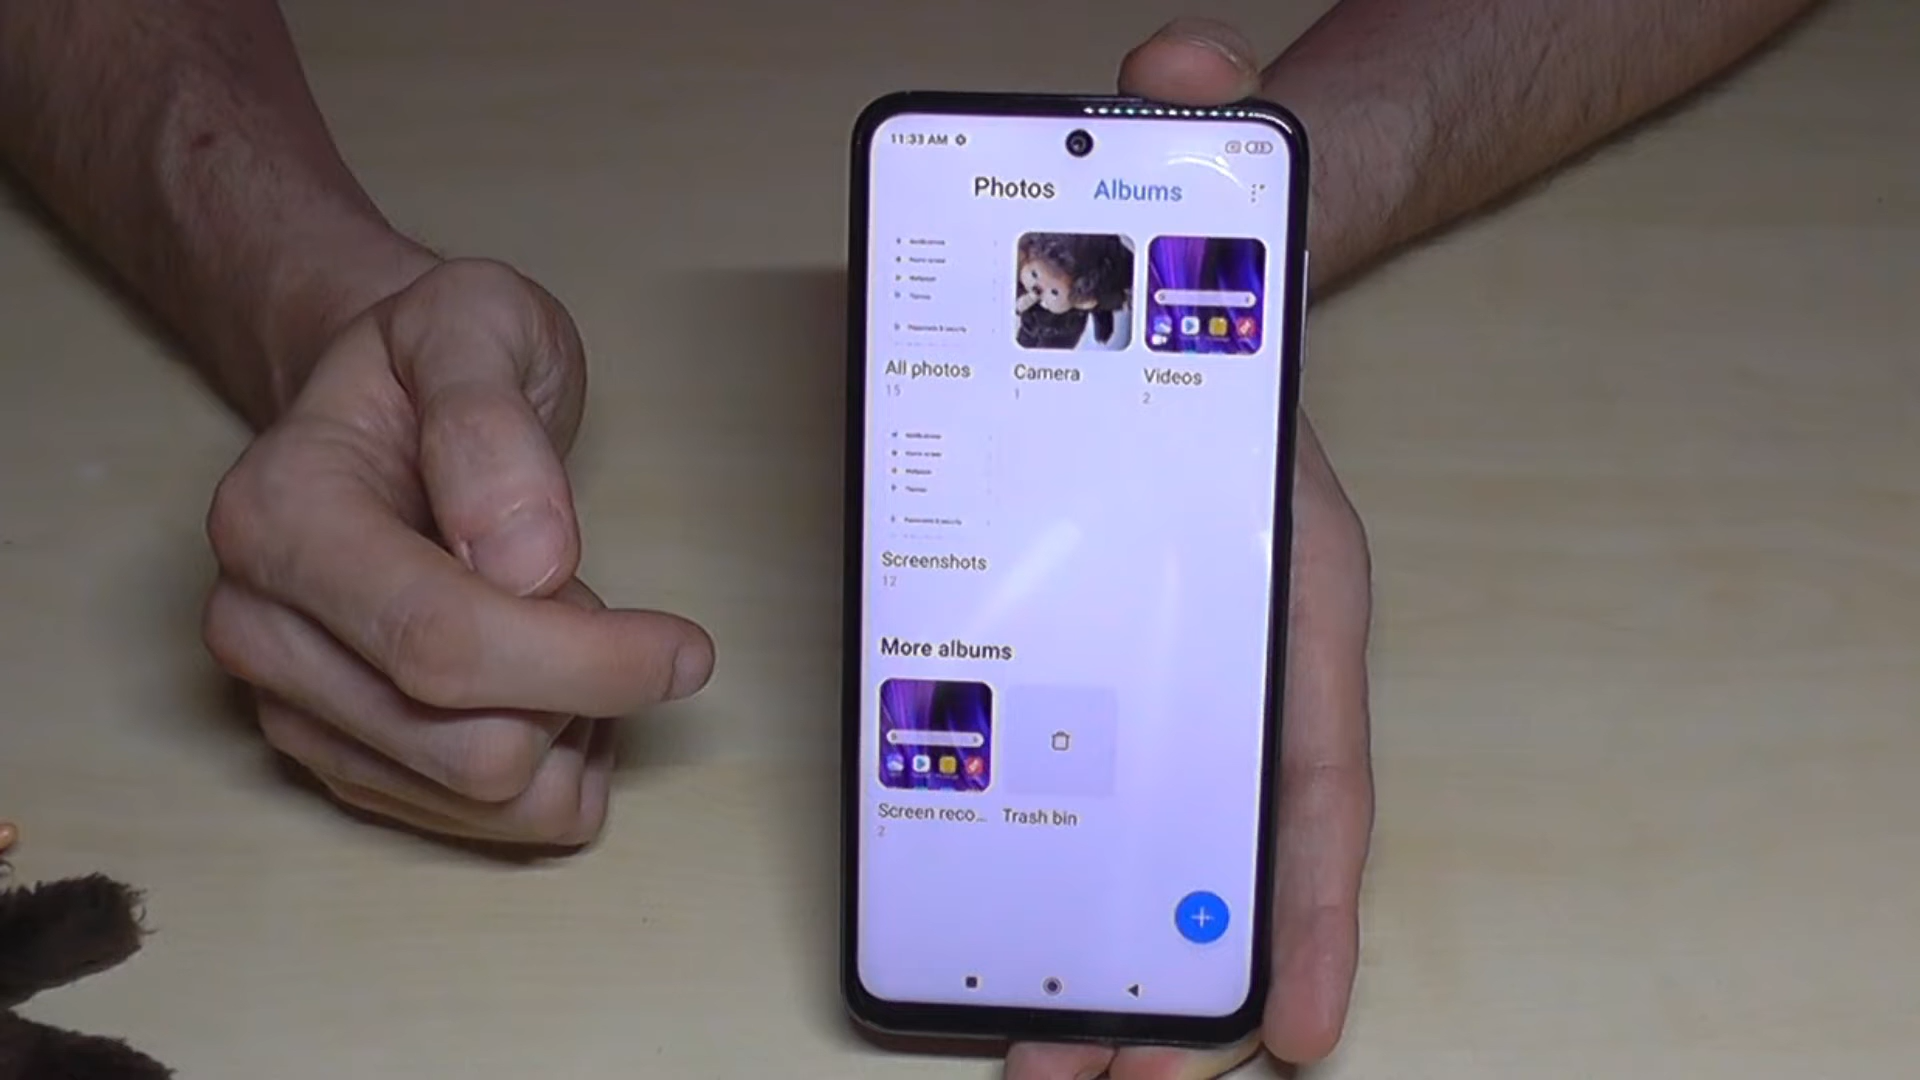 11:33 AM
Photos Albums
All photos Camera Videos
15 1 2
Screenshots
12
More albums
Screen reco... Trash bin
2